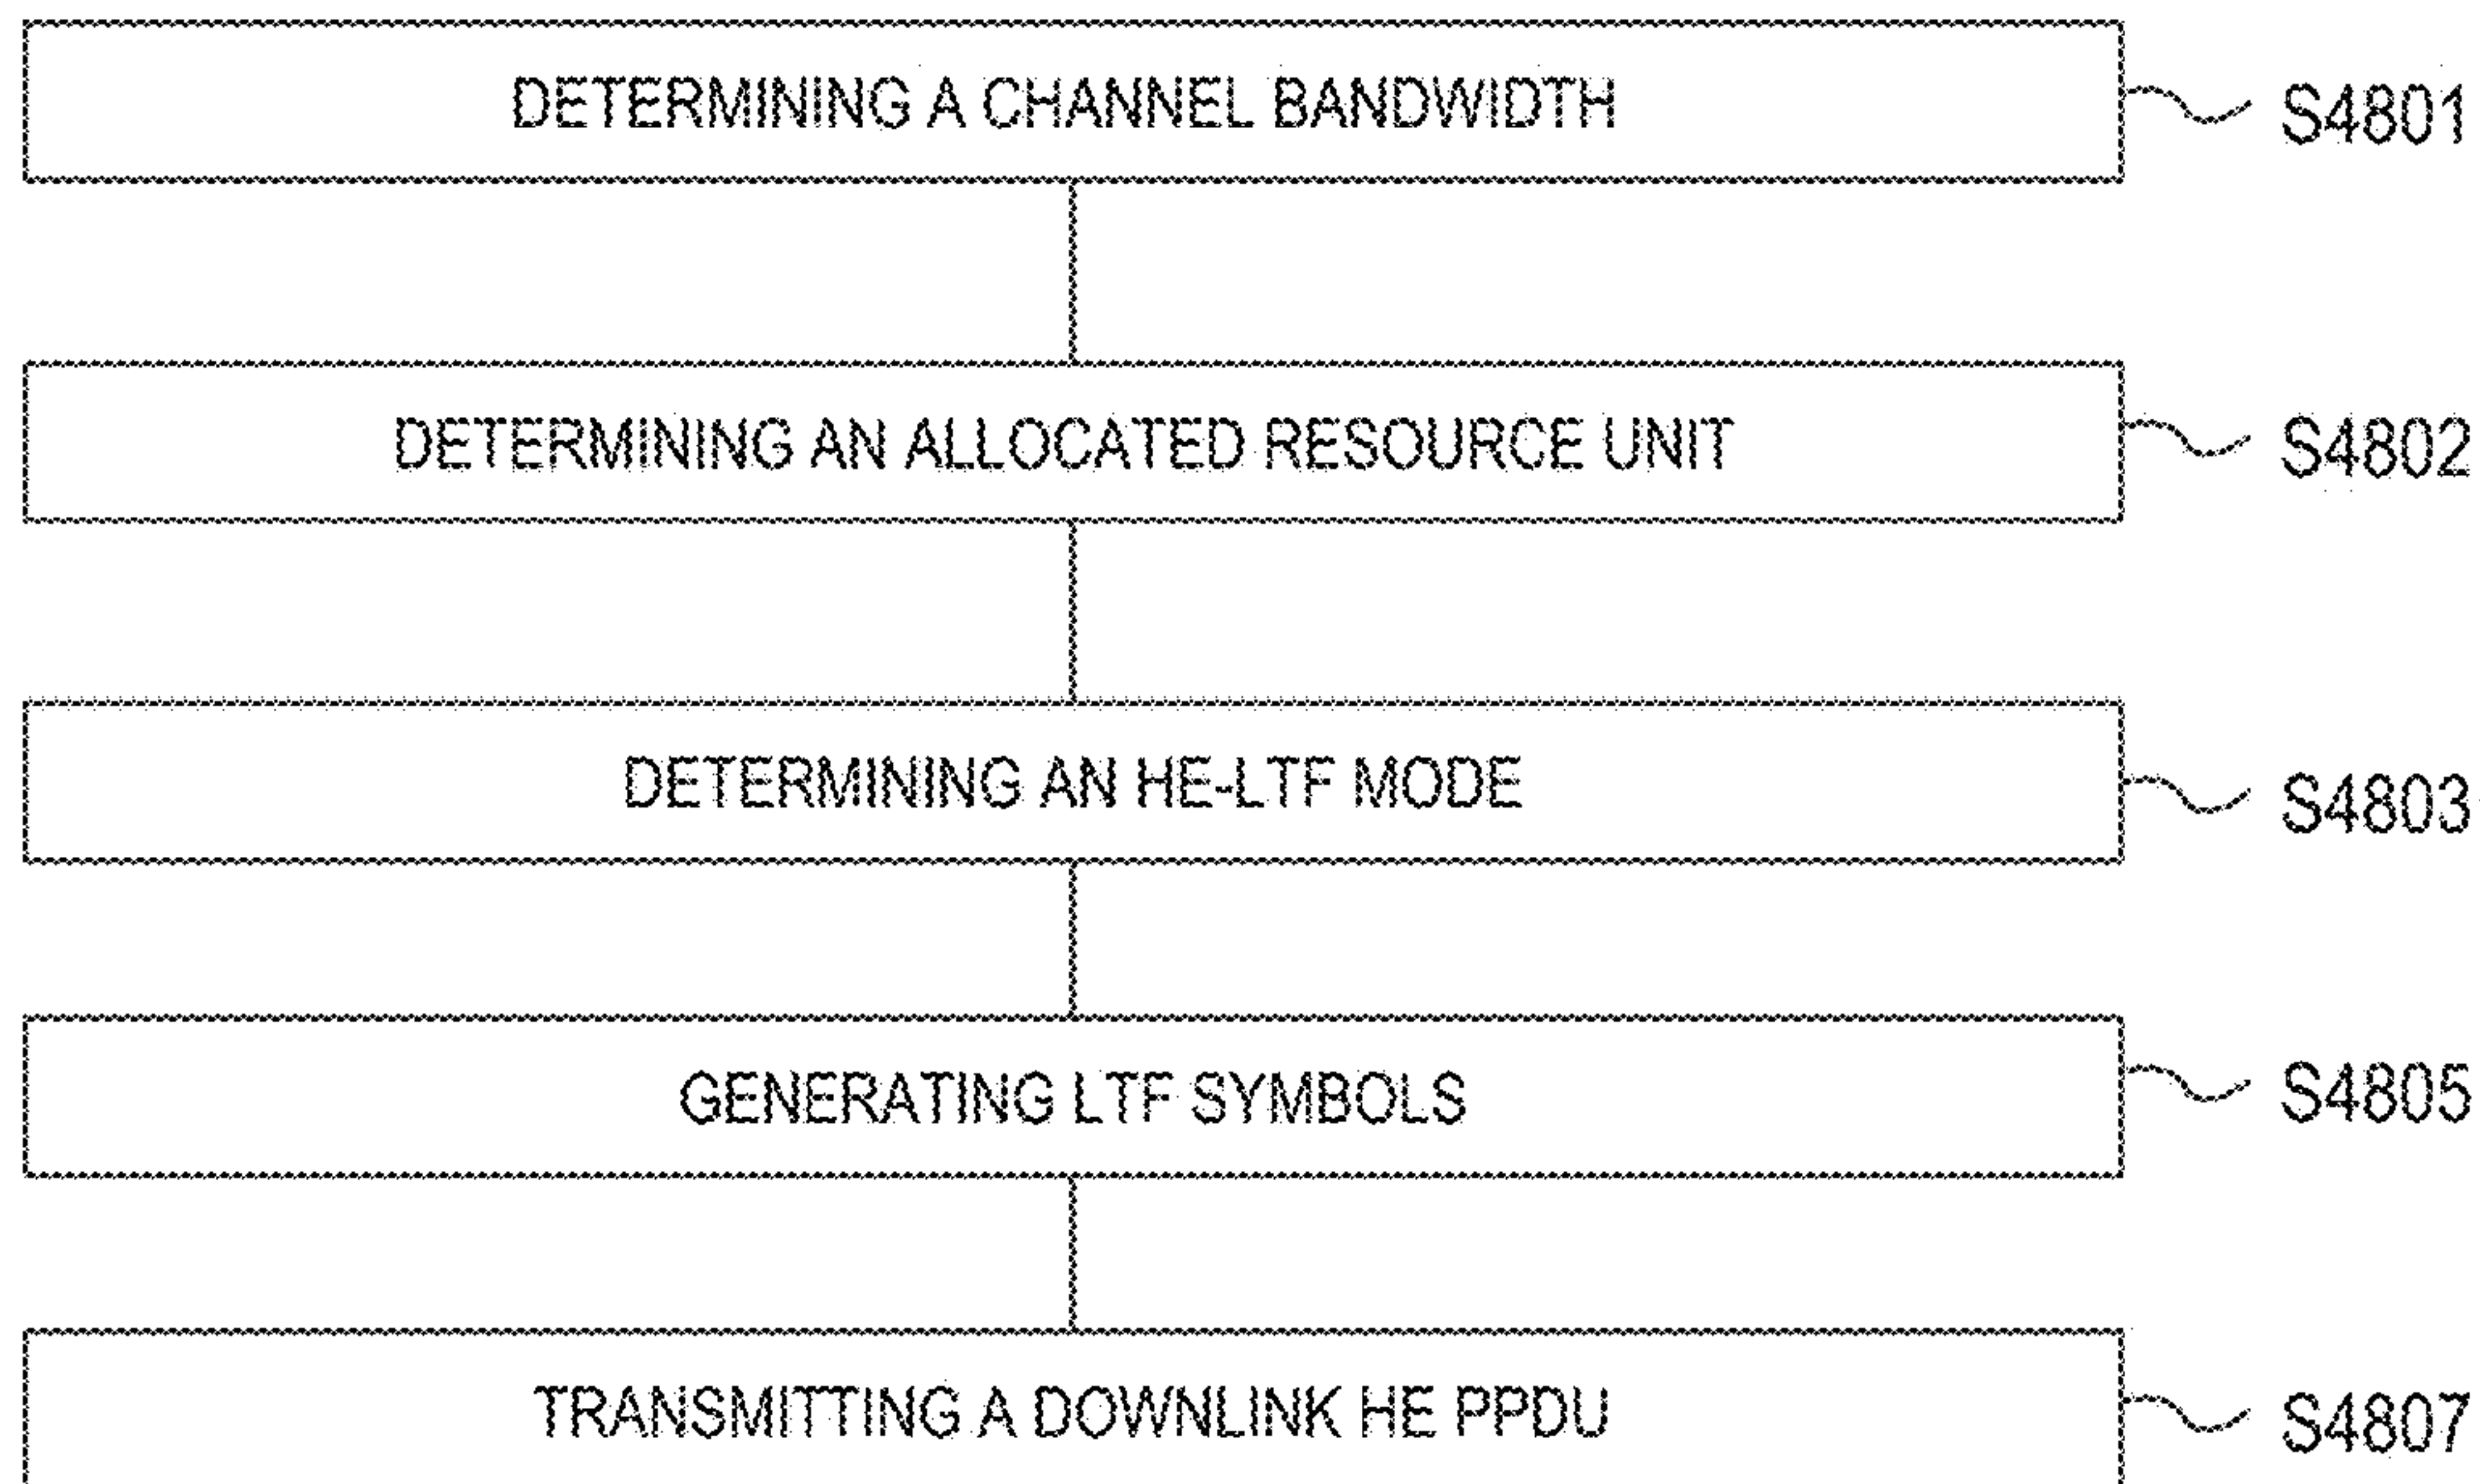 DETERMINING A CHANNEL BANDWIDTH S4801
DETERMINING AN ALLOCATED RESOURCE UNIT S4802
DETERMINING AN HE-LTF MODE S4803
GENERATING LTF SYMBOLS S4805
TRANSMITTING A DOWNLINK HE PPDU S4807